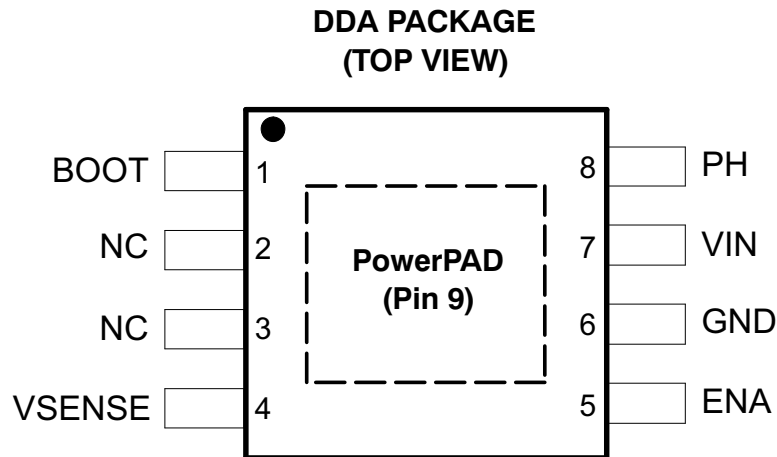 DDA PACKAGE
(TOP VIEW)
BOOT 1 8 PH
NC 2 7 VIN
PowerPAD
(Pin 9)
NC 3 6 GND
VSENSE 4 5 ENA